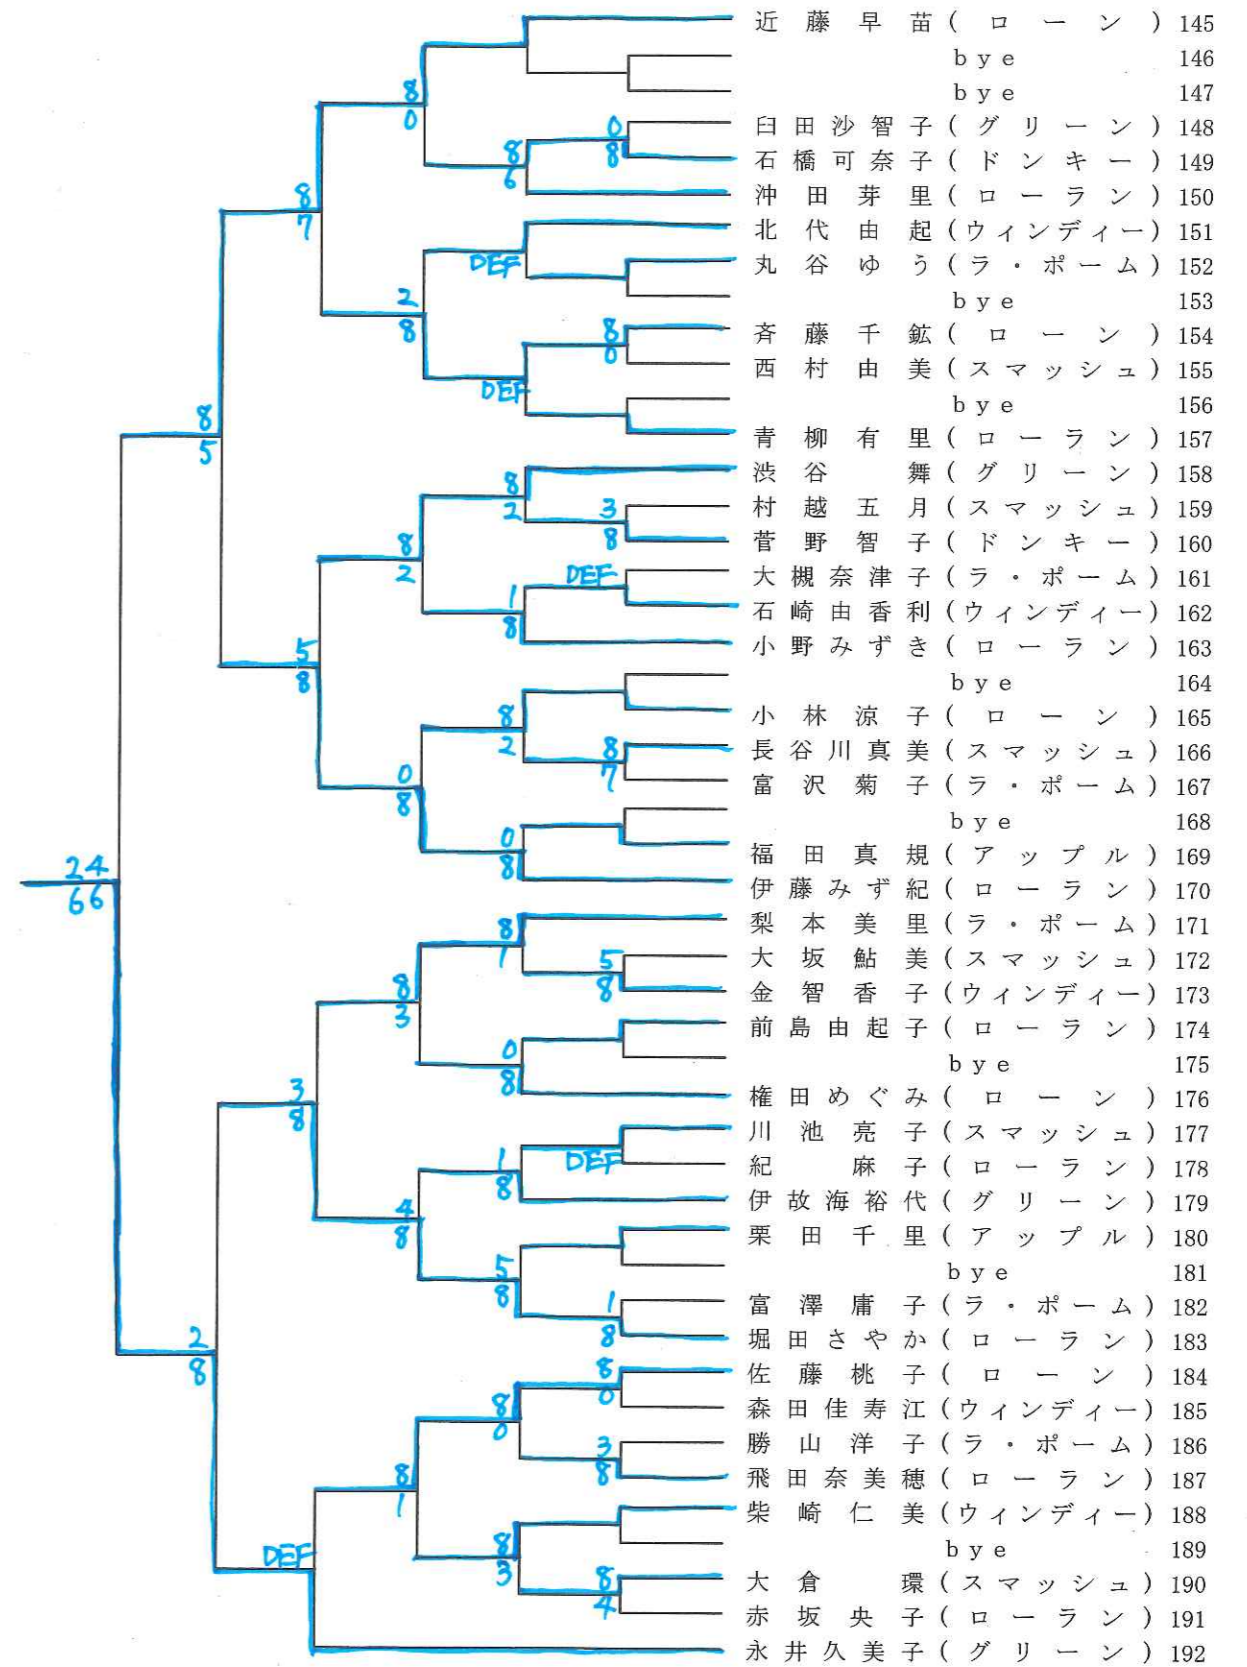 近藤早苗(ローン) 145
bye 146
bye 147
臼田沙智子(グリーン) 148
石橋可奈子(ドンキー) 149
沖田芽里(ローラン) 150
北代由起(ウィンディー) 151
丸谷ゆう(ラ・ポーム) 152
bye 153
斉藤千鉱(ローン) 154
西村由美(スマッシュ) 155
bye 156
青柳有里(ローラン) 157
渋谷舞(グリーン) 158
村越五月(スマッシュ) 159
菅野智子(ドンキー) 160
大槻奈津子(ラ・ポーム) 161
石崎由香利(ウィンディー) 162
小野みずき(ローラン) 163
bye 164
小林涼子(ローン) 165
長谷川真美(スマッシュ) 166
富沢菊子(ラ・ポーム) 167
bye 168
福田真規(アップル) 169
伊藤みず紀(ローラン) 170
梨本美里(ラ・ポーム) 171
大坂鮎美(スマッシュ) 172
金智香子(ウィンディー) 173
前島由起子(ローラン) 174
bye 175
権田めぐみ(ローン) 176
川池亮子(スマッシュ) 177
紀麻子(ローラン) 178
伊故海裕代(グリーン) 179
栗田千里(アップル) 180
bye 181
富澤庸子(ラ・ポーム) 182
堀田さやか(ローラン) 183
佐藤桃子(ローン) 184
森田佳寿江(ウィンディー) 185
勝山洋子(ラ・ポーム) 186
飛田奈美穂(ローラン) 187
柴崎仁美(ウィンディー) 188
bye 189
大倉環(スマッシュ) 190
赤坂央子(ローラン) 191
永井久美子(グリーン) 192
0
8
8
0
DEF
3
8
DEF
8
7
5
8
DEF
1
8
8
0
3
8
8
4
8
6
DEF
DEF
8
2
1
8
8
2
0
8
8
1
0
8
1
8
5
8
8
0
8
3
8
0
2
8
8
2
0
8
8
3
4
8
8
1
8
7
5
8
3
8
DEF
8
5
2
8
24
66